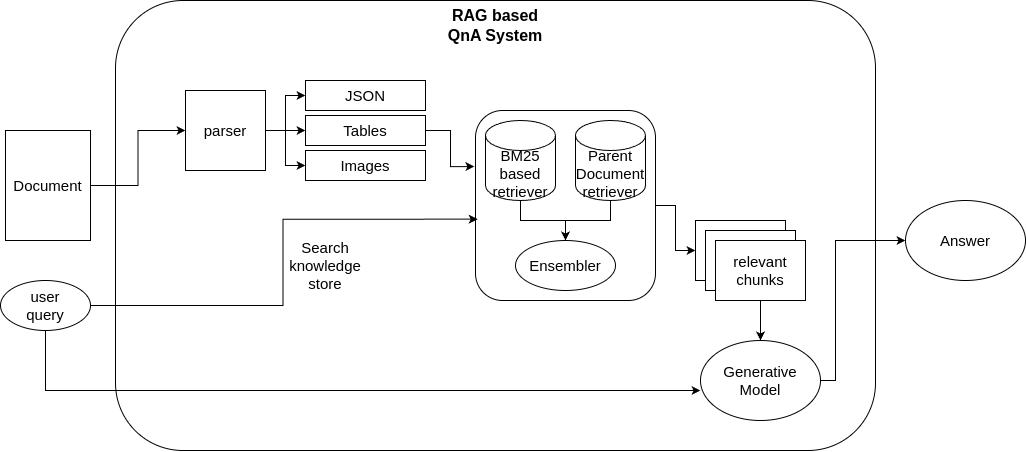 RAG based
QnA System
Document
parser
JSON
Tables
Images
BM25
based
retriever
Parent
Document
retriever
Ensembler
Search
knowledge
store
user
query
relevant
chunks
Generative
Model
Answer